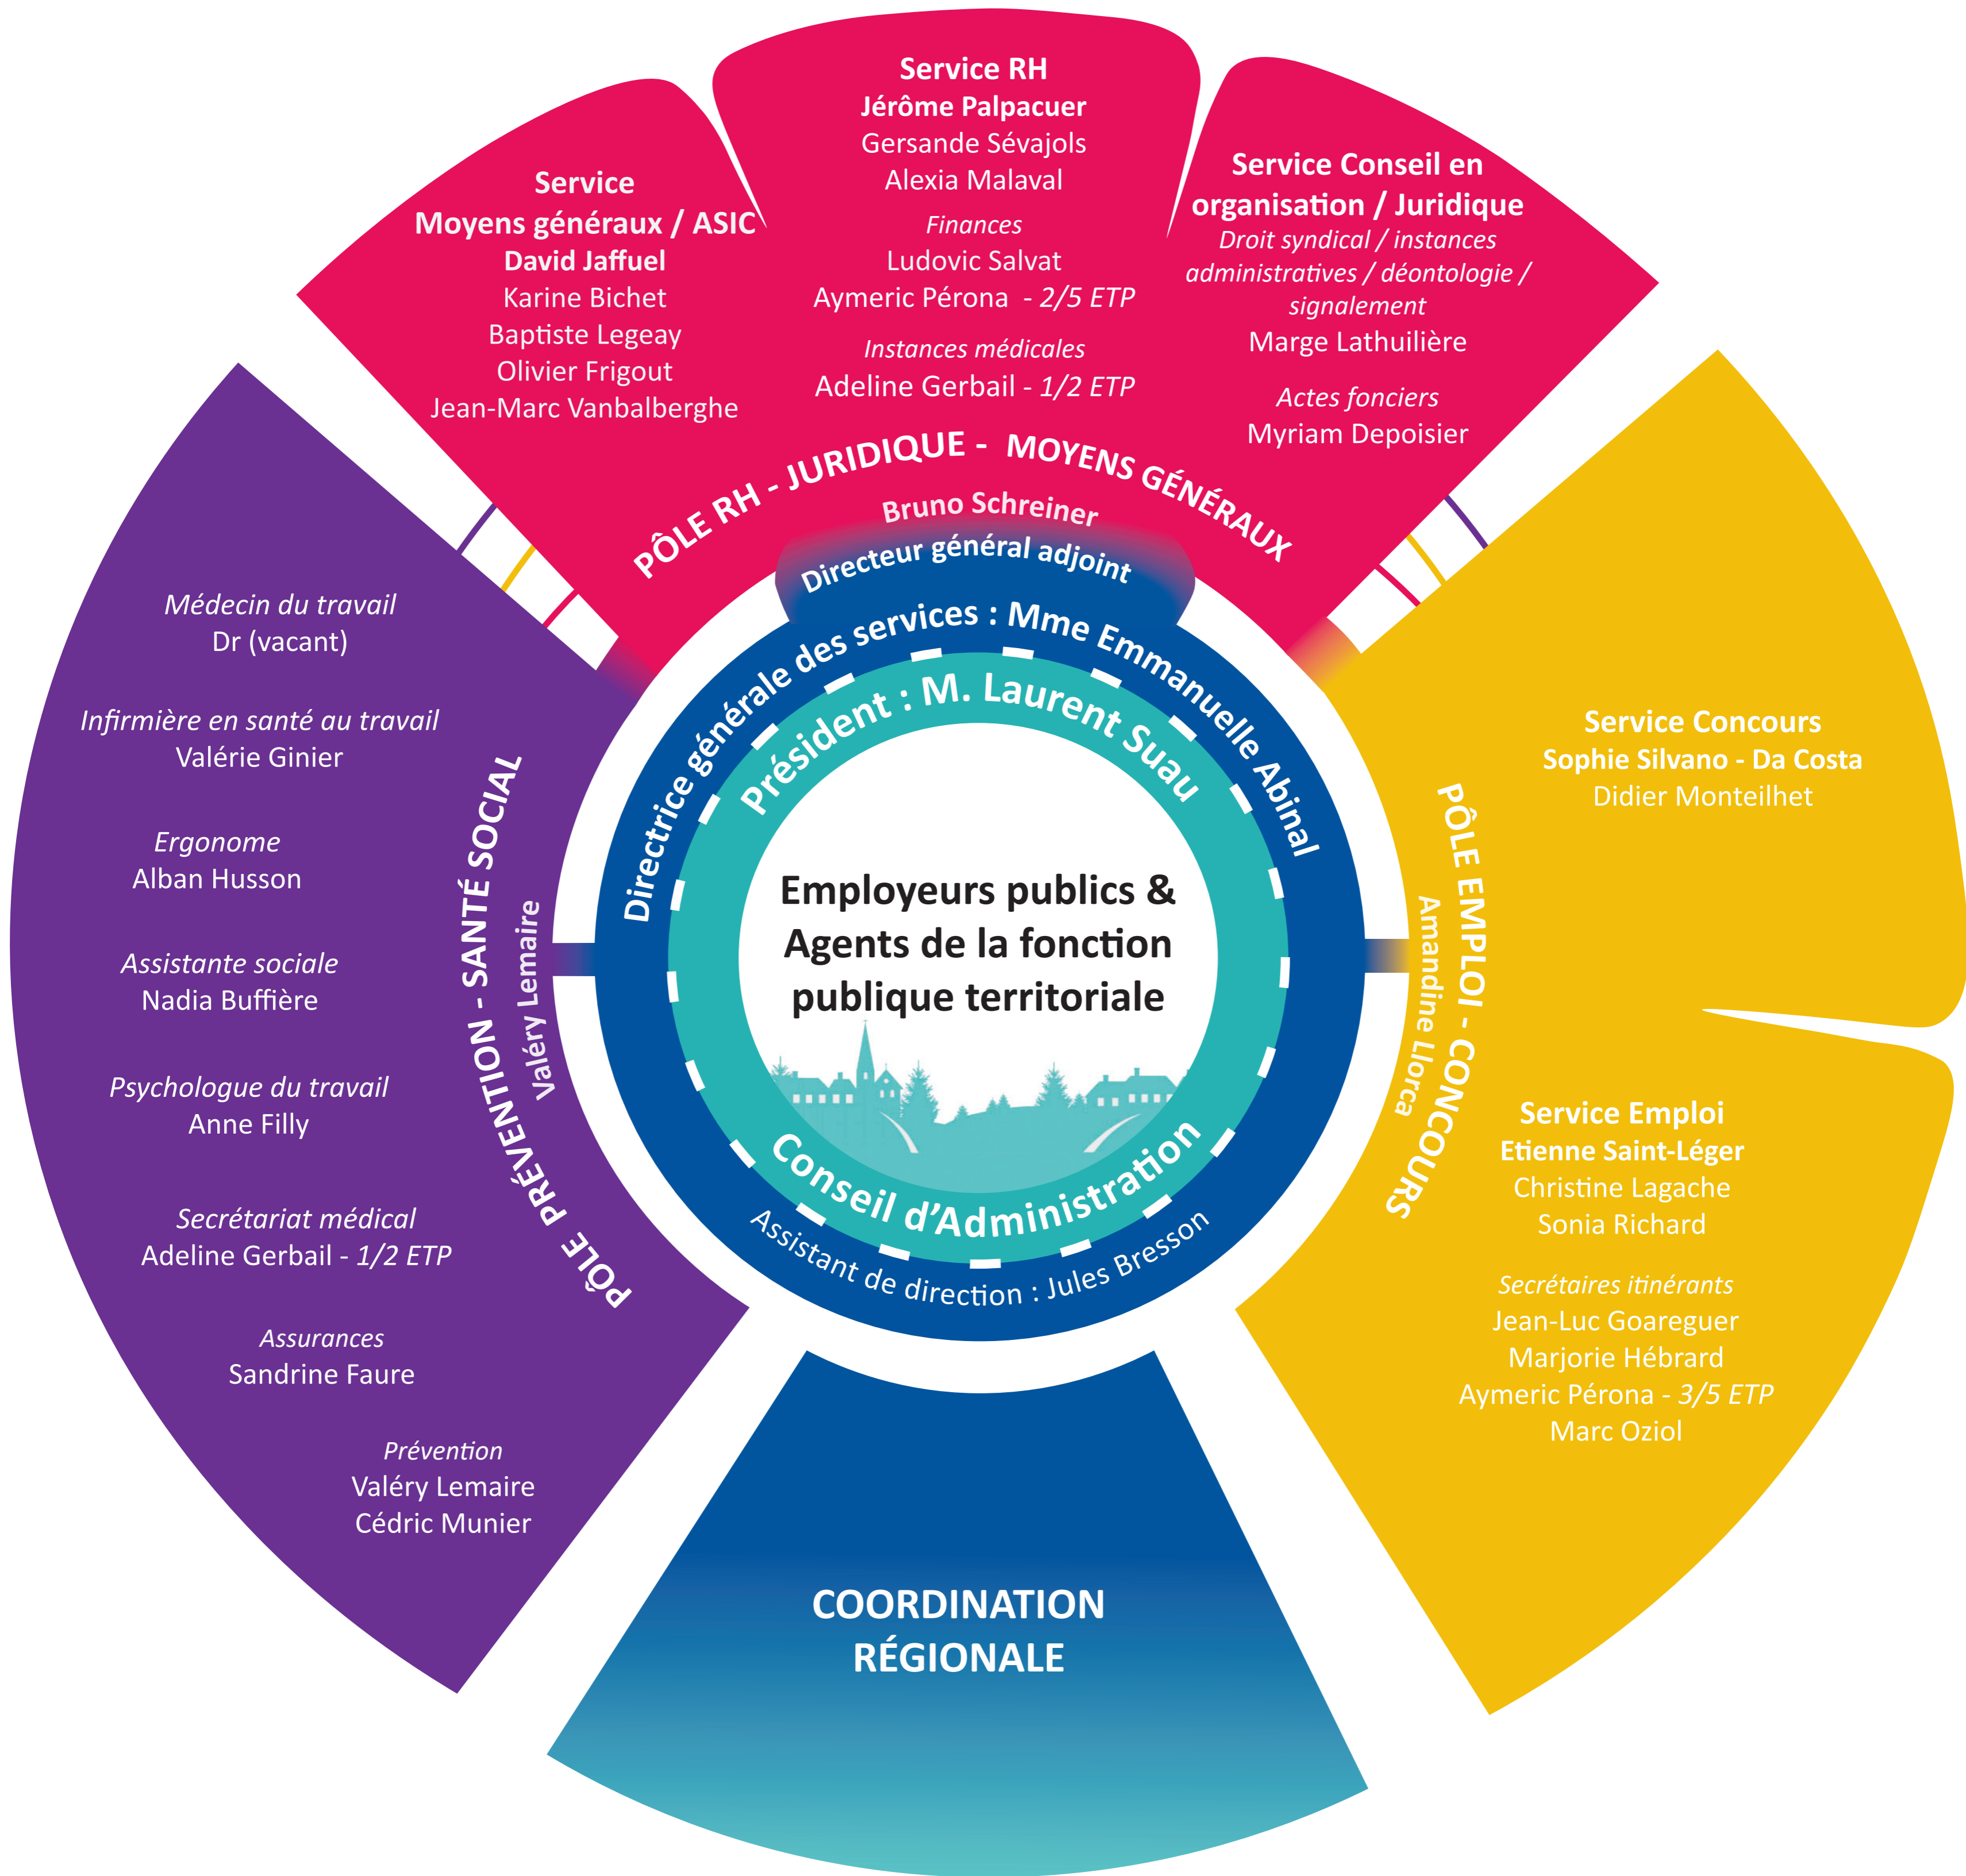 Service RH
Jérôme Palpacuer
Gersande Sévajols
Alexia Malaval
Finances
Ludovic Salvat
Aymeric Pérona - 2/5 ETP
Instances médicales
Adeline Gerbail - 1/2 ETP
Service
Moyens généraux / ASIC
David Jaffuel
Karine Bichet
Baptiste Legeay
Olivier Frigout
Jean-Marc Vanbalberghe
Service Conseil en
organisation / Juridique
Droit syndical / instances
administratives / déontologie /
signalement
Marge Lathuilière
Actes fonciers
Myriam Depoisier
PÔLE RH - JURIDIQUE - MOYENS GÉNÉRAUX
Bruno Schreiner
Directeur général adjoint
Directrice générale des services : Mme Emmanuelle Abinal
Président : M. Laurent Suau
Employeurs publics &
Agents de la fonction
publique territoriale
Conseil d'Administration
Assistant de direction : Jules Bresson
PÔLE PRÉVENTION - SANTÉ SOCIAL
Valéry Lemaire
Médecin du travail
Dr (vacant)
Infirmière en santé au travail
Valérie Ginier
Ergonome
Alban Husson
Assistante sociale
Nadia Buffière
Psychologue du travail
Anne Filly
Secrétariat médical
Adeline Gerbail - 1/2 ETP
Assurances
Sandrine Faure
Prévention
Valéry Lemaire
Cédric Munier
PÔLE EMPLOI - CONCOURS
Amandine Llorca
Service Concours
Sophie Silvano - Da Costa
Didier Monteilhet
Service Emploi
Etienne Saint-Léger
Christine Lagache
Sonia Richard
Secrétaires itinérants
Jean-Luc Goareguer
Marjorie Hébrard
Aymeric Pérona - 3/5 ETP
Marc Oziol
COORDINATION
RÉGIONALE